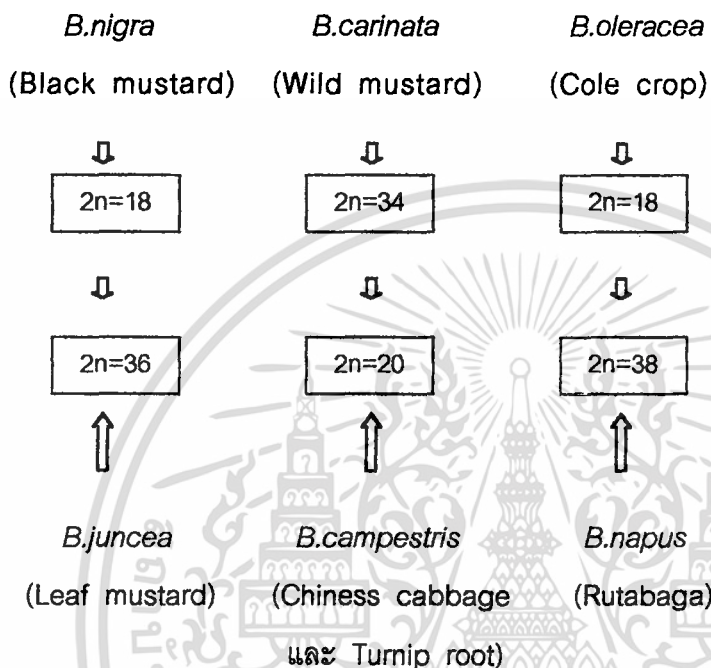 B.nigra B.carinata B.oleracea
(Black mustard) (Wild mustard) (Cole crop)
2n=18 2n=34 2n=18
2n=36 2n=20 2n=38
B.juncea B.campestris B.napus
(Leaf mustard) (Chiness cabbage (Rutabaga)
และ Turnip root)